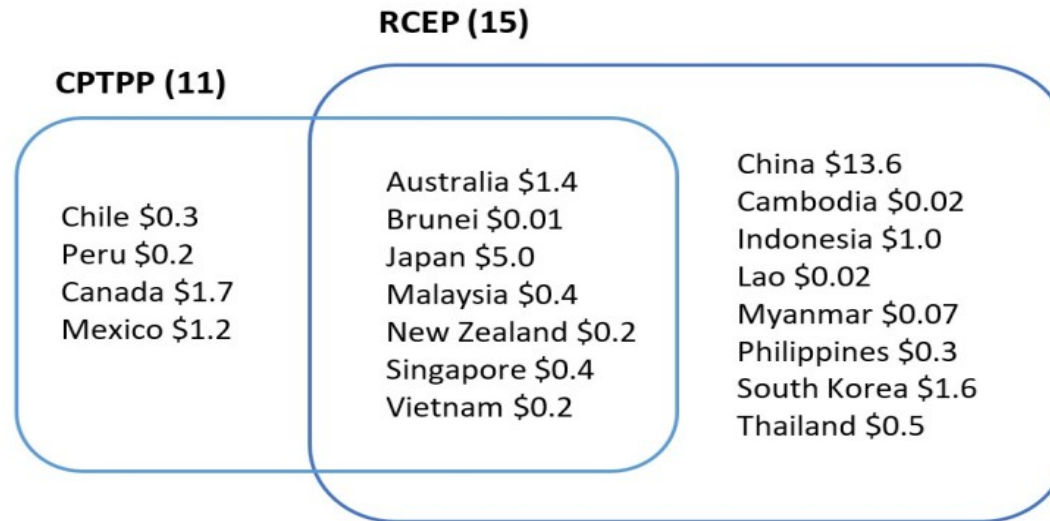 RCEP (15)
CPTPP (11)
Chile $0.3
Peru $0.2
Canada $1.7
Mexico $1.2
Australia $1.4
Brunei $0.01
Japan $5.0
Malaysia $0.4
New Zealand $0.2
Singapore $0.4
Vietnam $0.2
China $13.6
Cambodia $0.02
Indonesia $1.0
Lao $0.02
Myanmar $0.07
Philippines $0.3
South Korea $1.6
Thailand $0.5